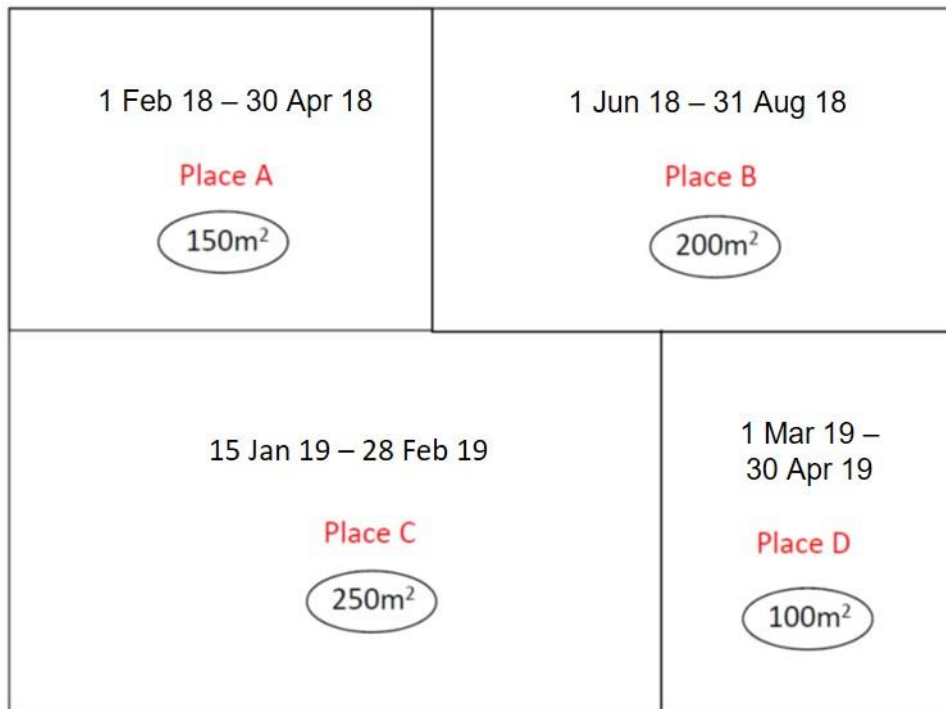 1 Feb 18 – 30 Apr 18
Place A
150m²
1 Jun 18 – 31 Aug 18
Place B
200m²
15 Jan 19 – 28 Feb 19
Place C
250m²
1 Mar 19 –
30 Apr 19
Place D
100m²